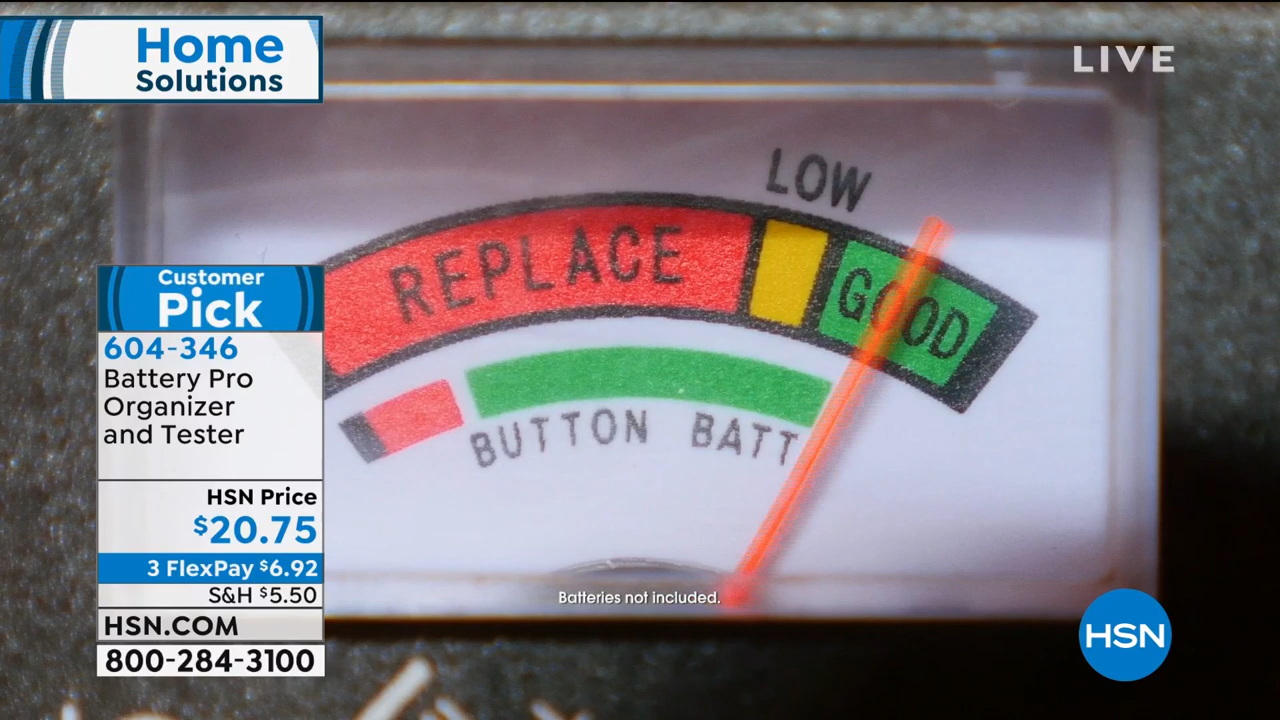 Home
Solutions
LIVE
LOW
REPLACE
GOOD
BUTTON BATT
Customer
Pick
604-346
Battery Pro
Organizer
and Tester
HSN Price
$20.75
3 FlexPay $6.92
S&H $5.50
HSN.COM
800-284-3100
Batteries not included.
HSN